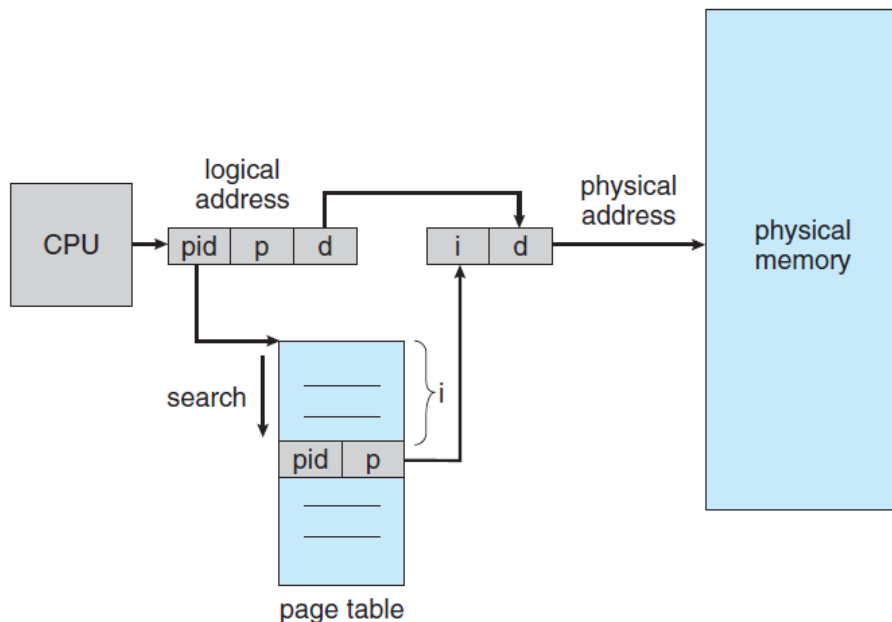 logical
address
physical
address
CPU
pid p d
i d
physical
memory
search
i
pid p
page table